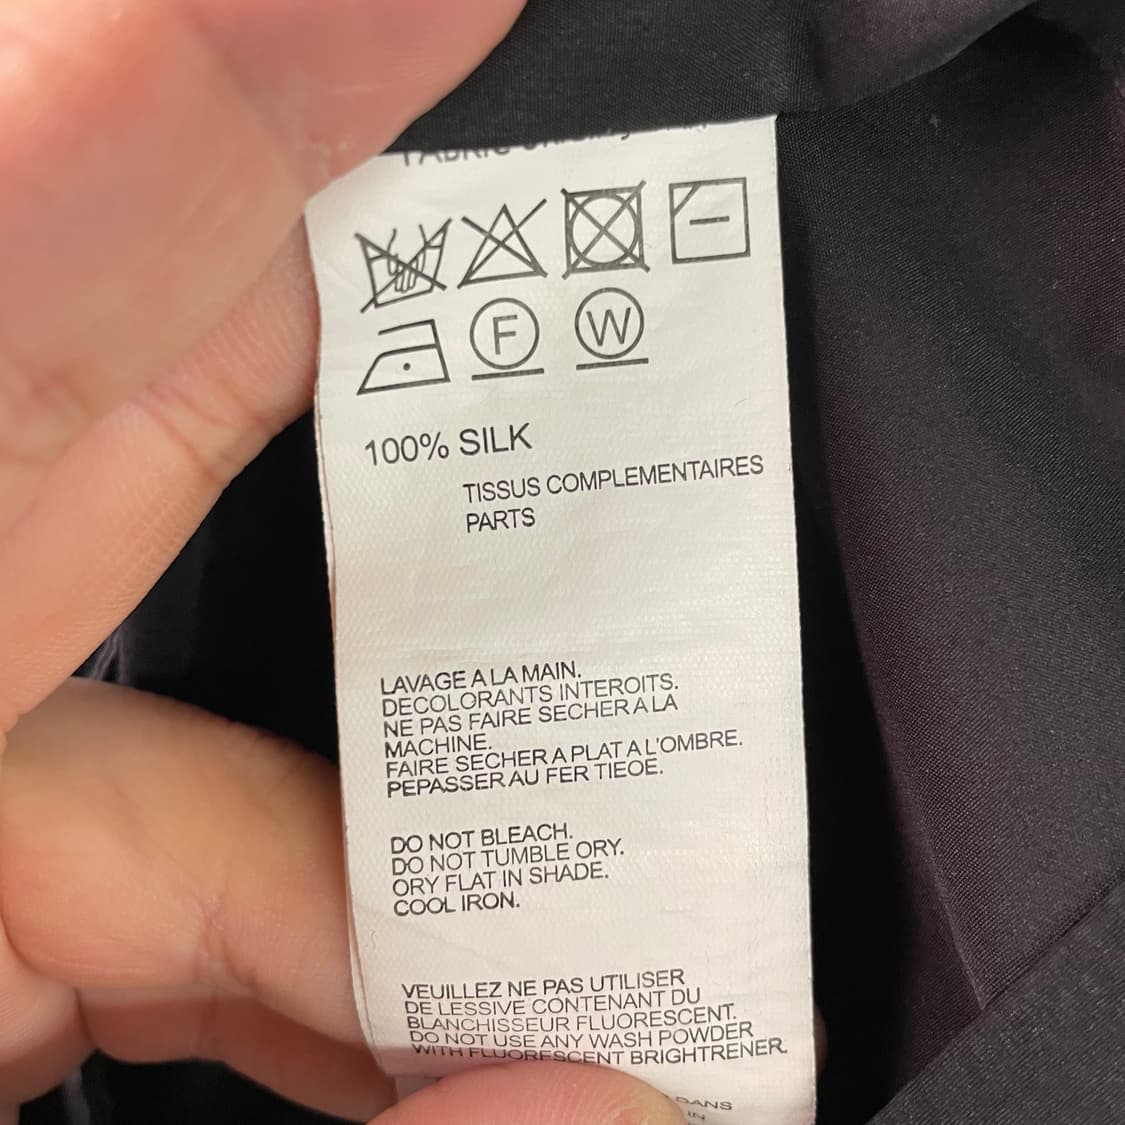 F
W
100% SILK
TISSUS COMPLEMENTAIRES
PARTS
LAVAGE A LA MAIN.
DECOLORANTS INTEROITS.
NE PAS FAIRE SECHER A LA
MACHINE.
FAIRE SECHER A PLAT A L'OMBRE.
PEPASSER AU FER TIEOE.
DO NOT BLEACH.
DO NOT TUMBLE ORY.
ORY FLAT IN SHADE.
COOL IRON.
VEUILLEZ NE PAS UTILISER
DE LESSIVE CONTENANT DU
BLANCHISSEUR FLUORESCENT.
DO NOT USE ANY WASH POWDER
WITH FLUORESCENT BRIGHTRENER.
DANS
IN